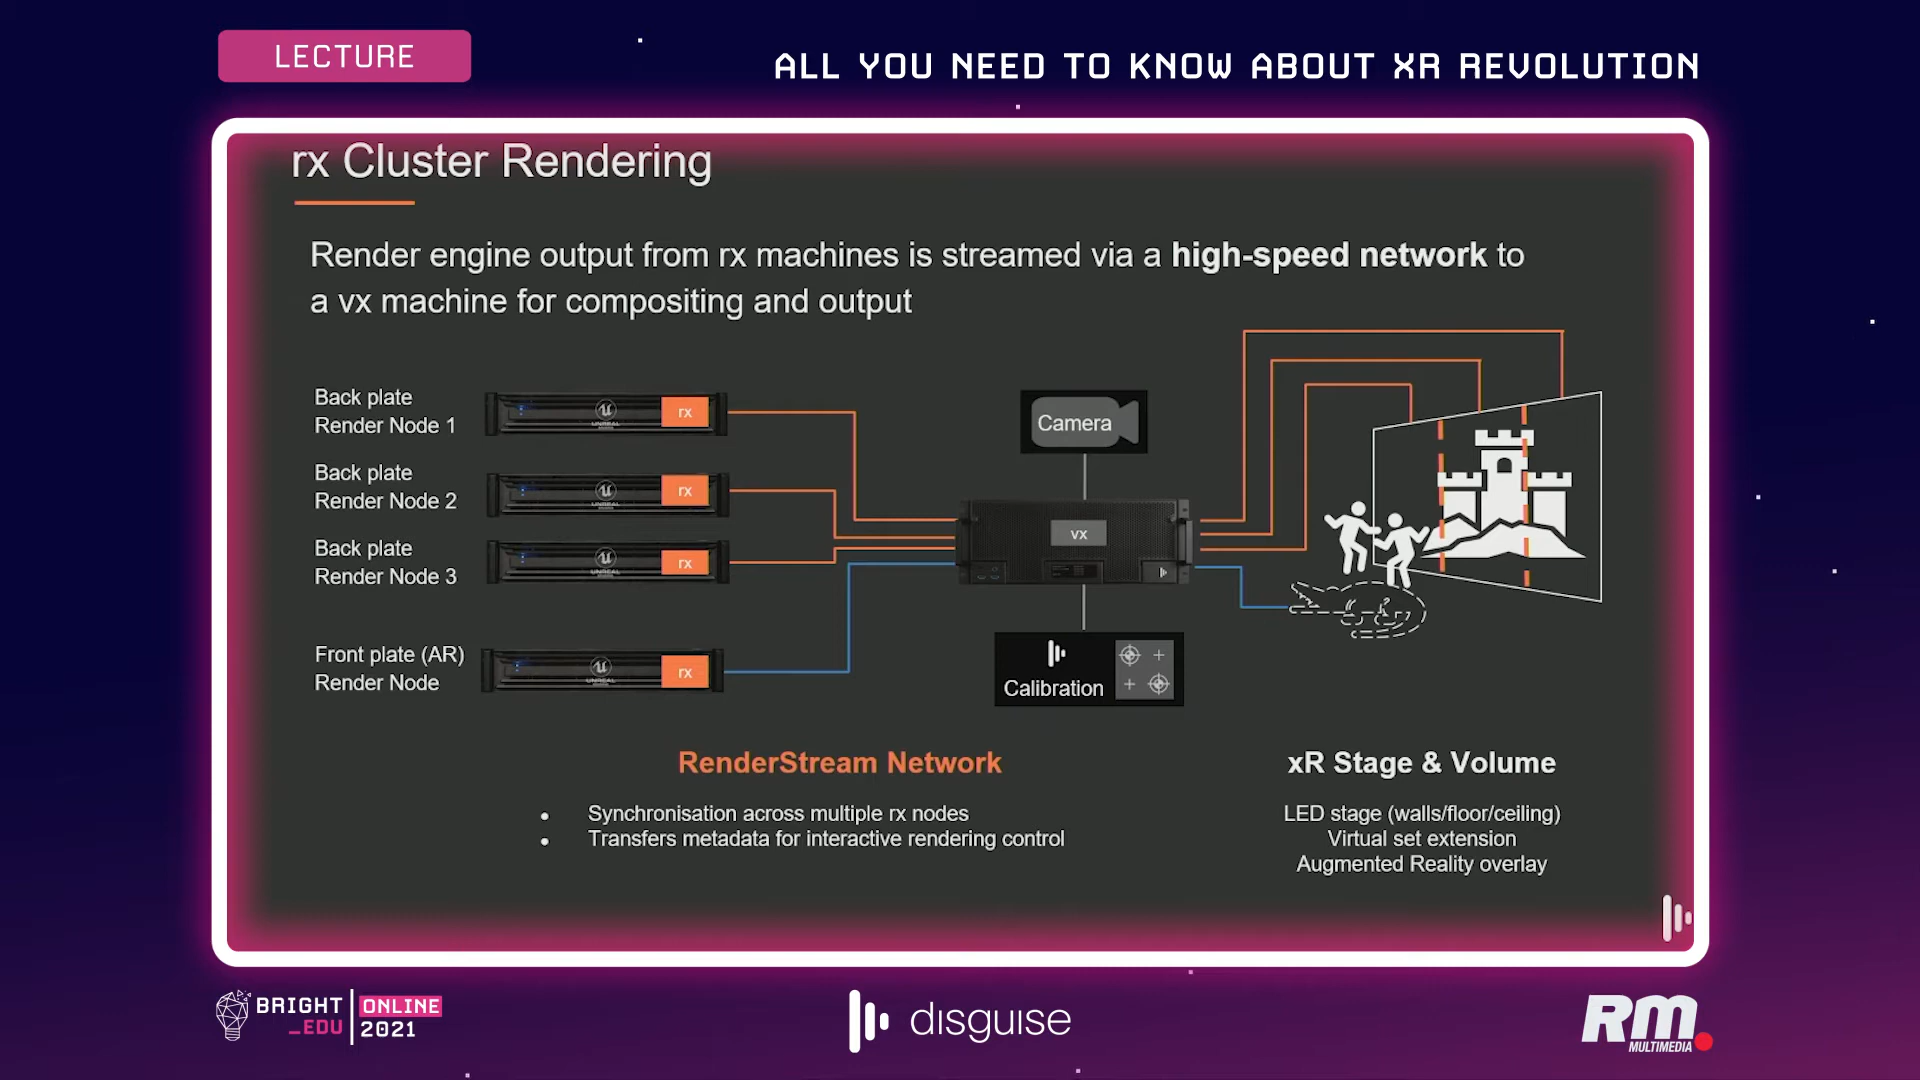 LECTURE
ALL YOU NEED TO KNOW ABOUT XR REVOLUTION
rx Cluster Rendering
Render engine output from rx machines is streamed via a high-speed network to
a vx machine for compositing and output
Back plate
Render Node 1
UNREAL
rx
Back plate
Render Node 2
UNREAL
rx
Back plate
Render Node 3
UNREAL
rx
Front plate (AR)
Render Node
UNREAL
rx
Camera
vx
Calibration
RenderStream Network
Synchronisation across multiple rx nodes
Transfers metadata for interactive rendering control
xR Stage & Volume
LED stage (walls/floor/ceiling)
Virtual set extension
Augmented Reality overlay
BRIGHT ONLINE
_EDU 2021
disguise
RM
MULTIMEDIA